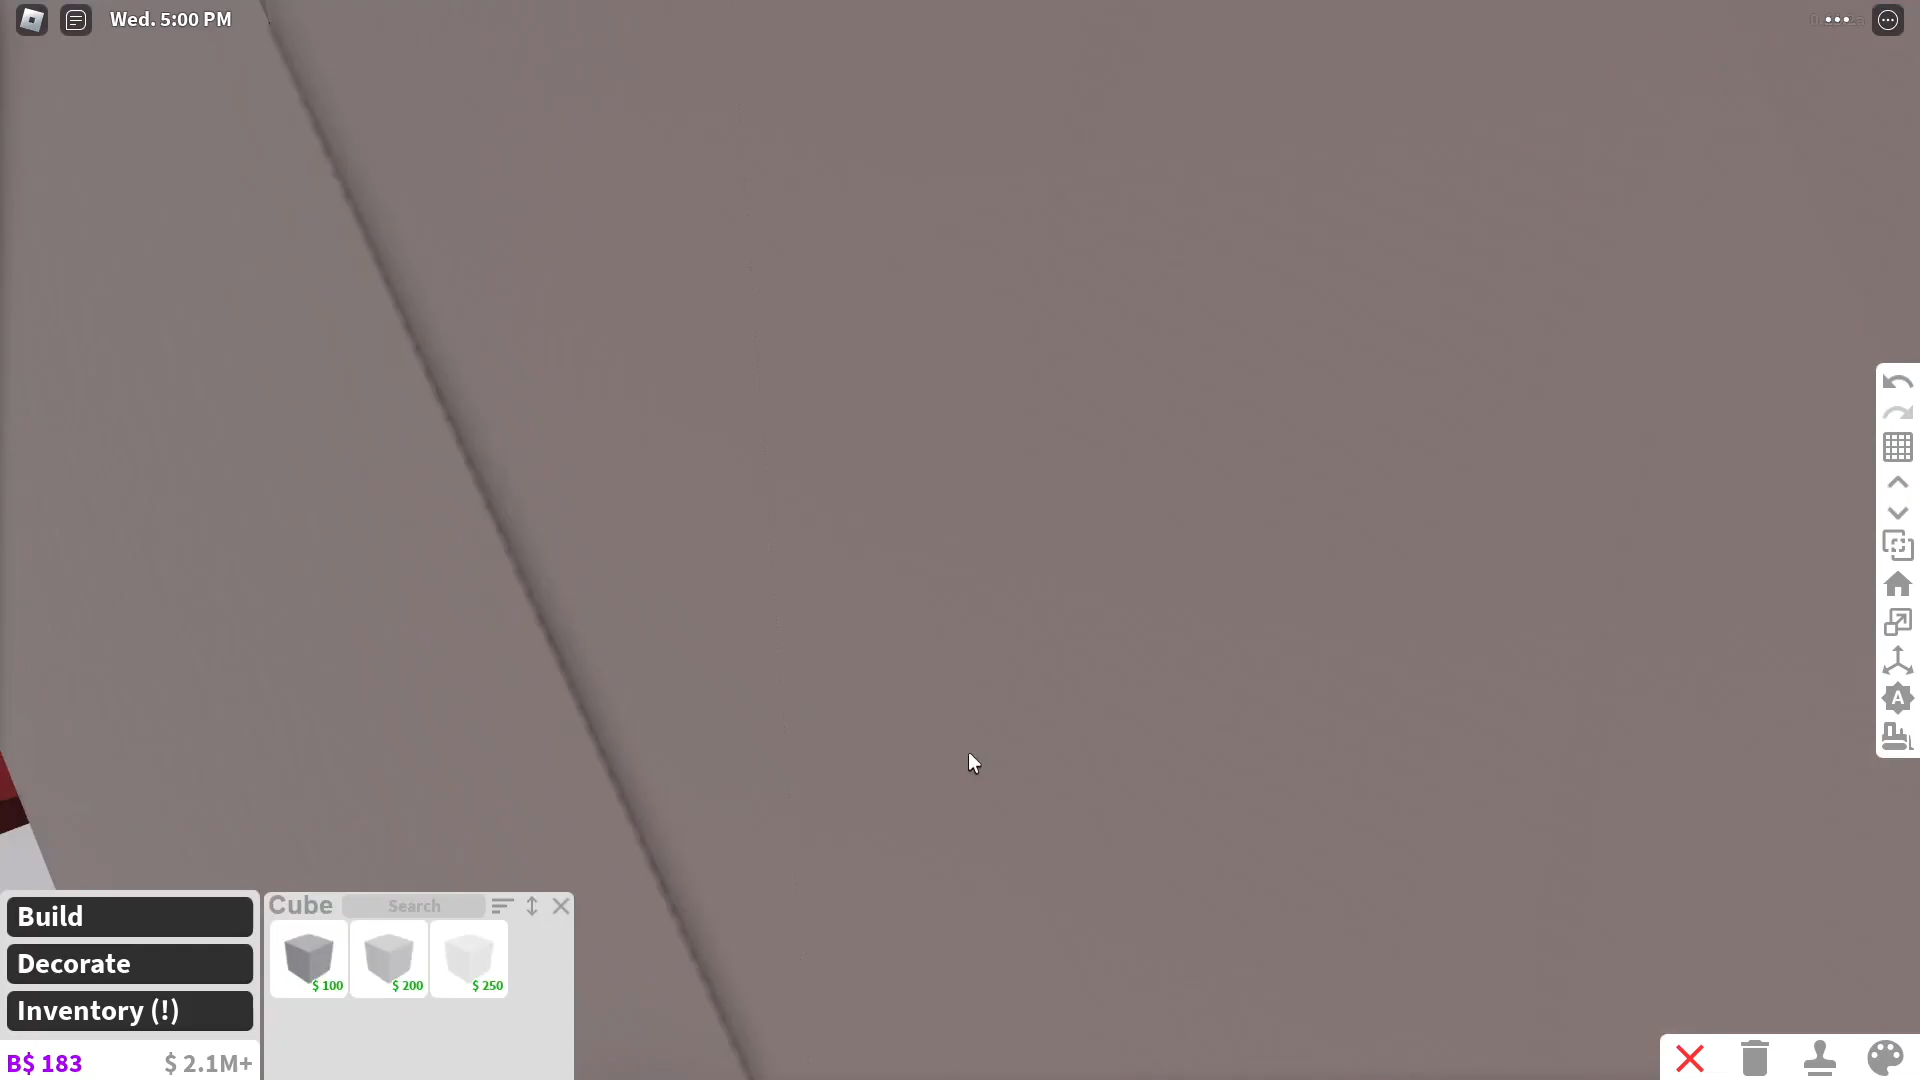 Wed. 5:00 PM
A
Build
Decorate
Inventory (!)
B$ 183
$ 2.1M+
Cube
Search
$ 100
$ 200
$ 250